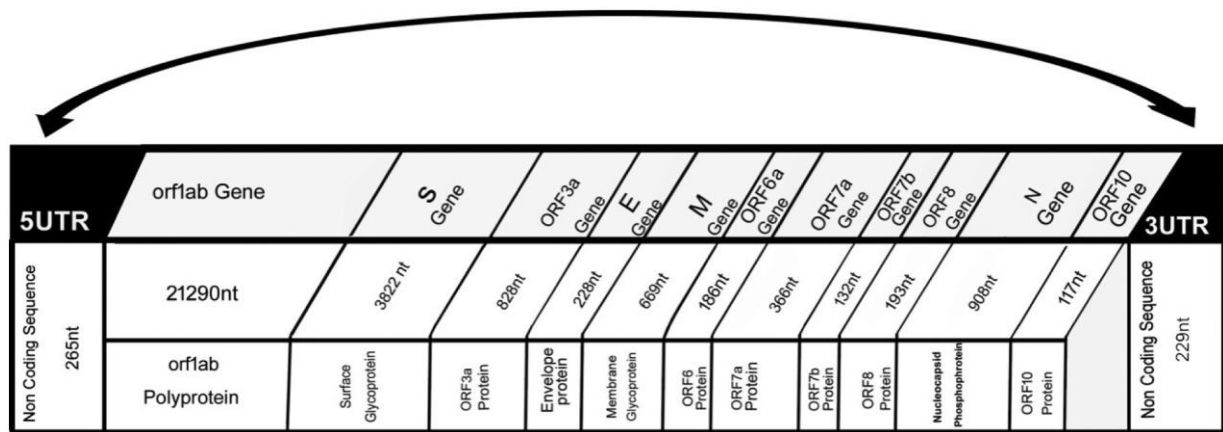 orf1ab Gene
S
Gene
ORF3a
Gene
E
Gene
M
Gene
ORF6a
Gene
ORF7a
Gene
ORF7b
Gene
ORF8
Gene
N
Gene
ORF10
Gene
5UTR
3UTR
Non Coding Sequence
265nt
21290nt
3822 nt
828nt
228nt
669nt
186nt
366nt
132nt
193nt
908nt
117nt
Non Coding Sequence
229nt
orf1ab
Polyprotein
Surface
Glycoprotein
ORF3a
Protein
Envelope
protein
Membrane
Glycoprotein
ORF6
Protein
ORF7a
Protein
ORF7b
Protein
ORF8
Protein
Nucleocapsid
Phosphophrotein
ORF10
Protein